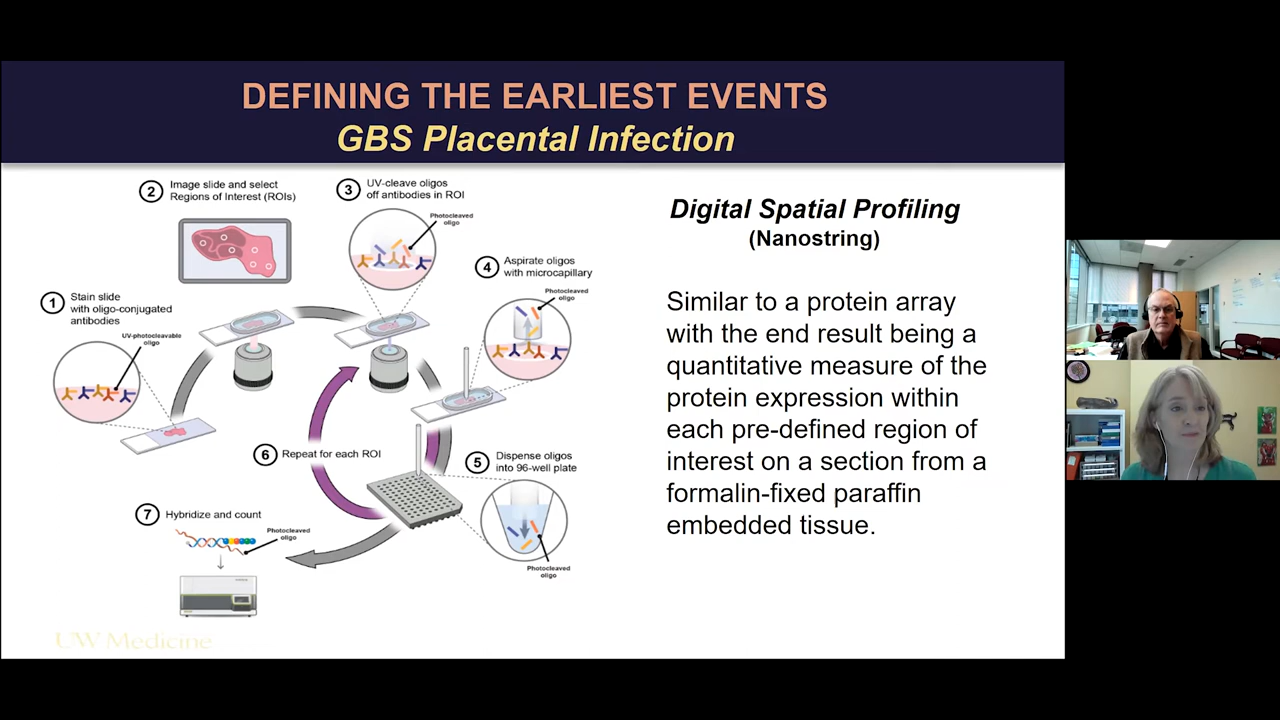 DEFINING THE EARLIEST EVENTS
GBS Placental Infection
1
Stain slide
with oligo-conjugated
antibodies
UV-photocleavable
oligo
2
Image slide and select
Regions of Interest (ROIs)
3
UV-cleave oligos
off antibodies in ROI
Photocleaved
oligo
4
Aspirate oligos
with microcapillary
Photocleaved
oligo
5
Dispense oligos
into 96-well plate
Photocleaved
oligo
6
Repeat for each ROI
7
Hybridize and count
Photocleaved
oligo
Digital Spatial Profiling
(Nanostring)
Similar to a protein array
with the end result being a
quantitative measure of the
protein expression within
each pre-defined region of
interest on a section from a
formalin-fixed paraffin
embedded tissue.
UW Medicine